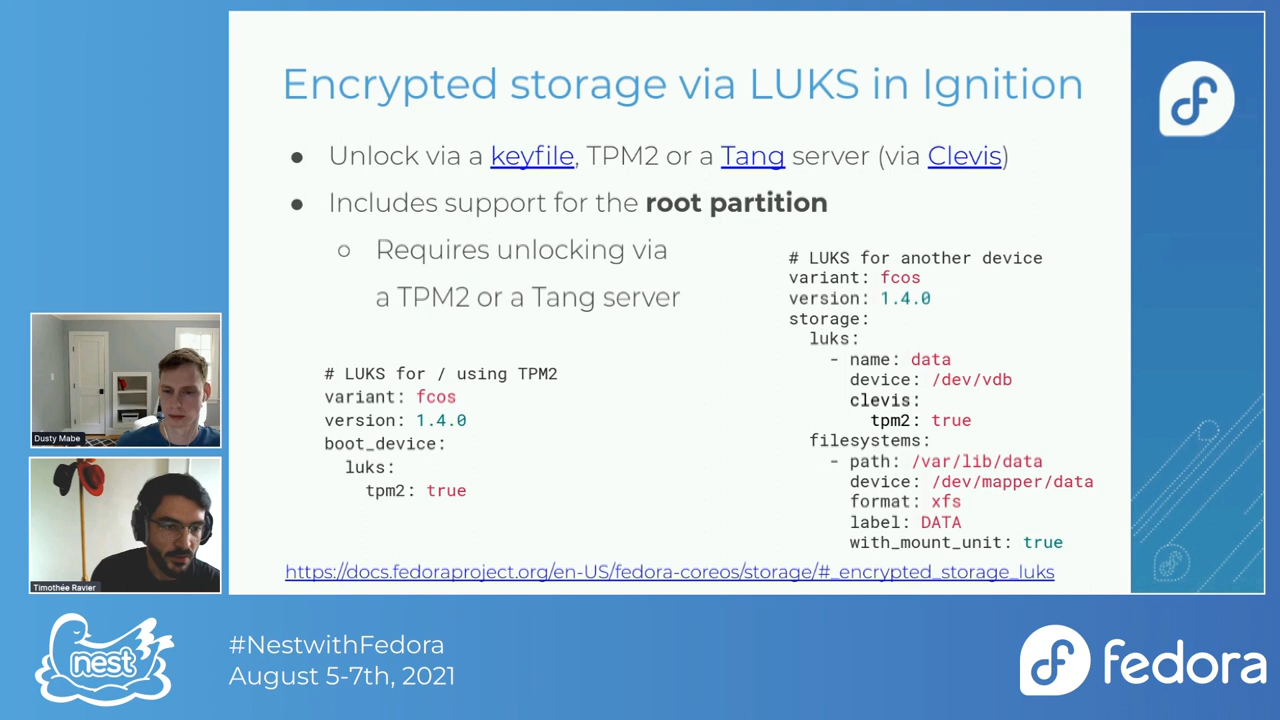 Encrypted storage via LUKS in Ignition
● Unlock via a keyfile, TPM2 or a Tang server (via Clevis)
● Includes support for the root partition
○ Requires unlocking via
a TPM2 or a Tang server
# LUKS for / using TPM2
variant: fcos
version: 1.4.0
boot_device:
  luks:
    tpm2: true
# LUKS for another device
variant: fcos
version: 1.4.0
storage:
  luks:
    - name: data
      device: /dev/vdb
      clevis:
        tpm2: true
  filesystems:
    - path: /var/lib/data
      device: /dev/mapper/data
      format: xfs
      label: DATA
      with_mount_unit: true
https://docs.fedoraproject.org/en-US/fedora-coreos/storage/#_encrypted_storage_luks
Dusty Mabe
Timothée Ravier
nest
#NestwithFedora
August 5-7th, 2021
fedora